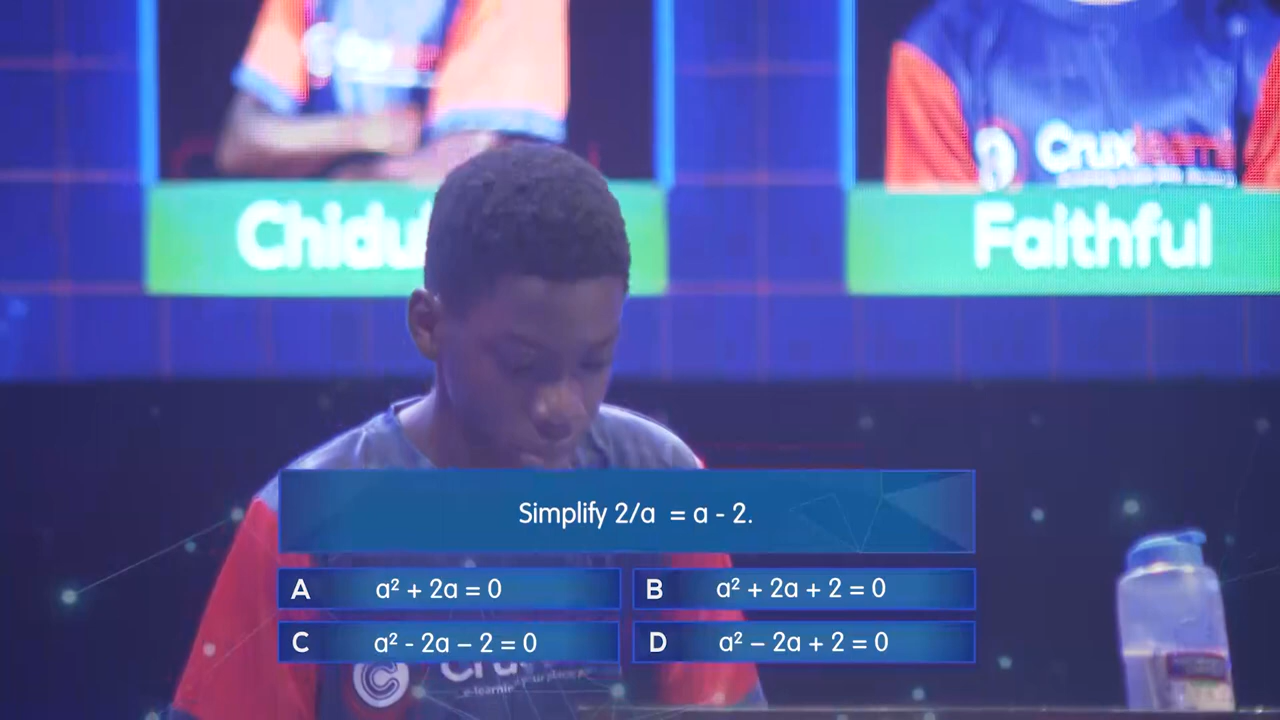 Cruxlearn
Faithful
Simplify 2/a = a - 2.
A a² + 2a = 0
B a² + 2a + 2 = 0
C a² - 2a – 2 = 0
D a² – 2a + 2 = 0